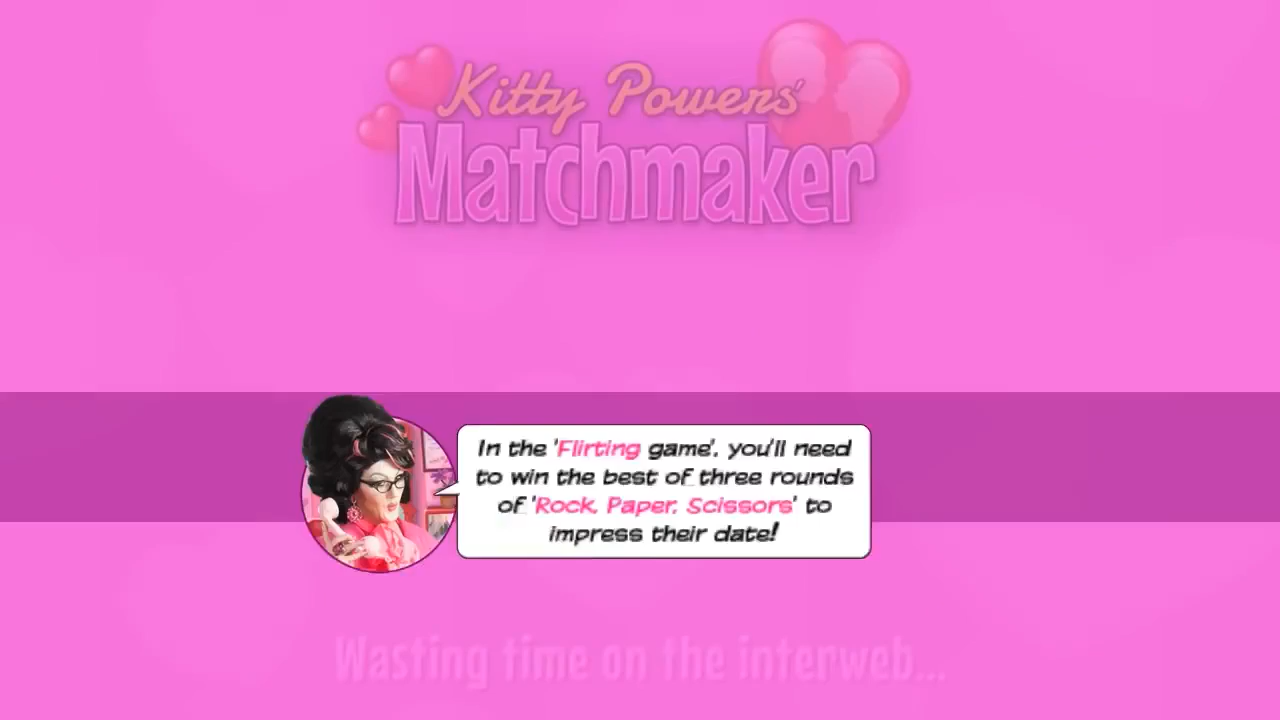 Kitty Powers'
Matchmaker
In the 'Flirting game', you'll need
to win the best of three rounds
of 'Rock, Paper, Scissors' to
impress their date!
Wasting time on the interweb...